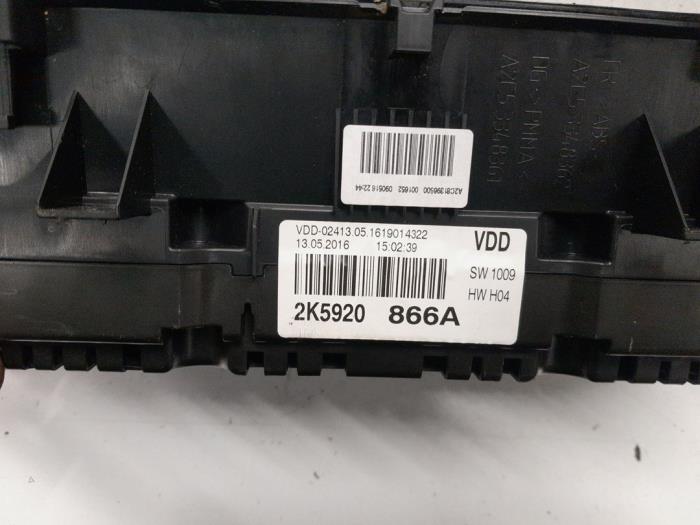 A2C81396500 001652 090516 22:44
VDD-02413.05.1619014322
13.05.2016 15:02:39 VDD
SW 1009
HW H04
2K5920 866A